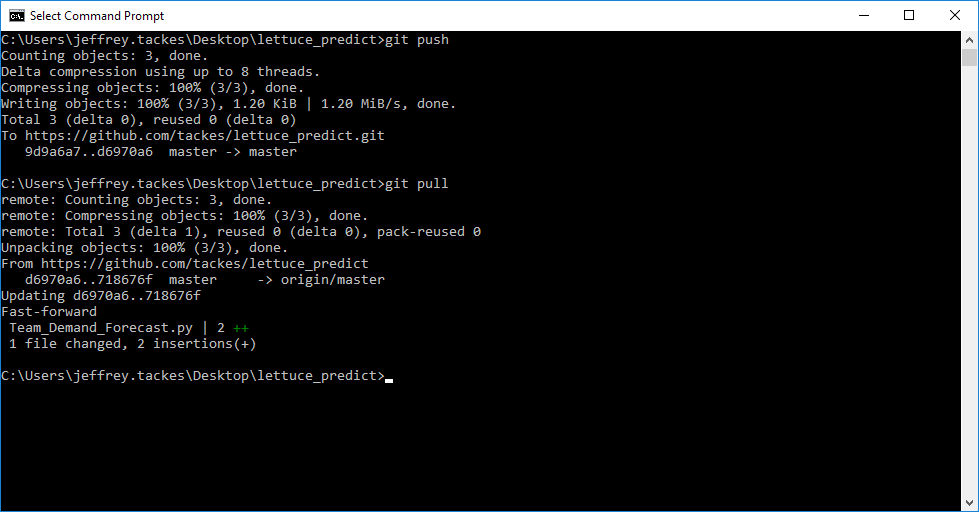 Select Command Prompt
C:\Users\jeffrey.tackes\Desktop\lettuce_predict>git push
Counting objects: 3, done.
Delta compression using up to 8 threads.
Compressing objects: 100% (3/3), done.
Writing objects: 100% (3/3), 1.20 KiB | 1.20 MiB/s, done.
Total 3 (delta 0), reused 0 (delta 0)
To https://github.com/tackes/lettuce_predict.git
   9d9a6a7..d6970a6  master -> master
C:\Users\jeffrey.tackes\Desktop\lettuce_predict>git pull
remote: Counting objects: 3, done.
remote: Compressing objects: 100% (3/3), done.
remote: Total 3 (delta 1), reused 0 (delta 0), pack-reused 0
Unpacking objects: 100% (3/3), done.
From https://github.com/tackes/lettuce_predict
   d6970a6..718676f  master     -> origin/master
Updating d6970a6..718676f
Fast-forward
 Team_Demand_Forecast.py | 2 ++
 1 file changed, 2 insertions(+)
C:\Users\jeffrey.tackes\Desktop\lettuce_predict>